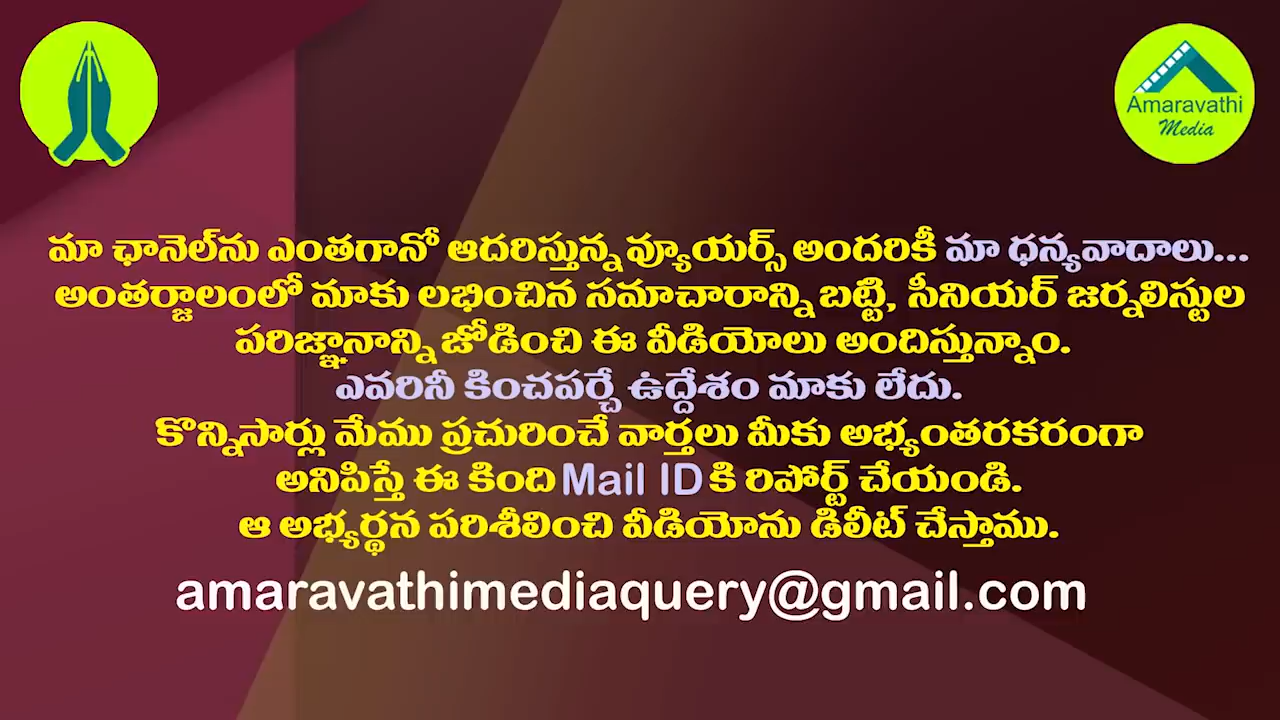 Amaravathi
Media
మా ఛానెల్‌ను ఎంతగానో ఆదరిస్తున్న వ్యూయర్స్ అందరికీ మా ధన్యవాదాలు...
అంతర్జాలంలో మాకు లభించిన సమాచారాన్ని బట్టి, సీనియర్ జర్నలిస్టుల
పరిజ్ఞానాన్ని జోడించి ఈ వీడియోలు అందిస్తున్నాం.
ఎవరినీ కించపర్చే ఉద్దేశం మాకు లేదు.
కొన్నిసార్లు మేము ప్రచురించే వార్తలు మీకు అభ్యంతరకరంగా
అనిపిస్తే ఈ కింది Mail ID కి రిపోర్ట్ చేయండి.
ఆ అభ్యర్థన పరిశీలించి వీడియోను డిలీట్ చేస్తాము.
amaravathimediaquery@gmail.com